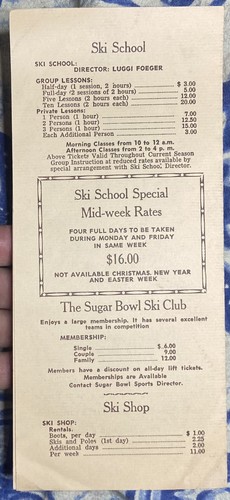 Ski School
SKI SCHOOL:
DIRECTOR: LUGGI FOEGER
GROUP LESSONS:
Half-day (1 session, 2 hours) $ 3.00
Full-day (2 sessions of 2 hours) 5.00
Five Lessons (2 hours each) 12.00
Ten Lessons (2 hours each) 20.00
Private Lessons:
1 Person (1 hour) 7.00
2 Persons (1 hour) 12.50
3 Persons (1 hour) 15.00
Each Additional Person 3.00
Morning Classes from 10 to 12 a.m.
Afternoon Classes from 2 to 4 p. m.
Above Tickets Valid Throughout Current Season
Group Instruction at reduced rates available by
special arrangement with Ski School Director.
Ski School Special
Mid-week Rates
FOUR FULL DAYS TO BE TAKEN
DURING MONDAY AND FRIDAY
IN SAME WEEK
$16.00
NOT AVAILABLE CHRISTMAS, NEW YEAR
AND EASTER WEEK
The Sugar Bowl Ski Club
Enjoys a large membership. It has several excellent
teams in competition
MEMBERSHIP:
Single $ 6.00
Couple 9.00
Family 12.00
Members have a discount on all-day lift tickets.
Memberships are Available
Contact Sugar Bowl Sports Director.
Ski Shop
SKI SHOP:
Rentals.
Boots, per day $ 1.00
Skis and Poles (1st day) 2.25
Additional days 2.00
Per week 11.00